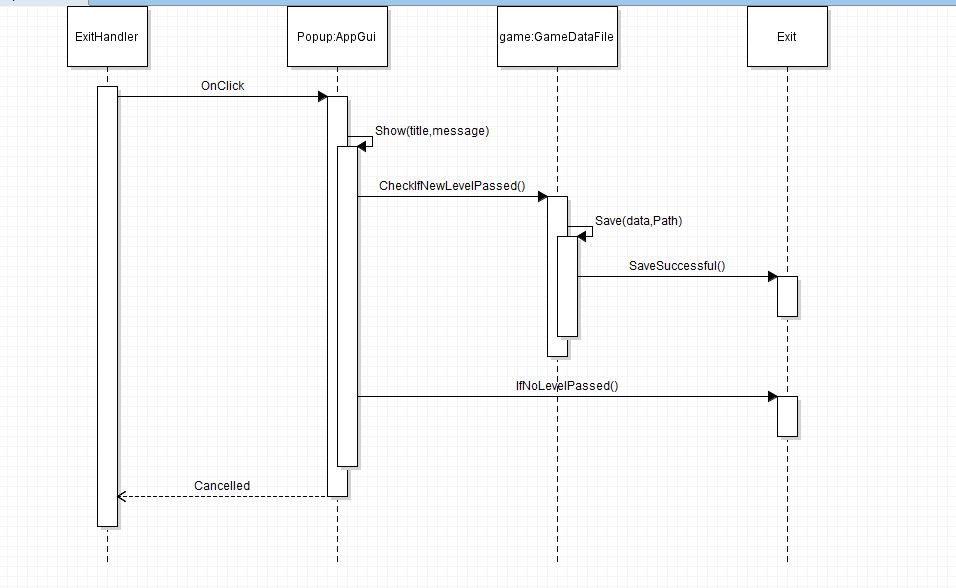 ExitHandler
Popup:AppGui
game:GameDataFile
Exit
OnClick
Show(title,message)
CheckIfNewLevelPassed()
Save(data,Path)
SaveSuccessful()
IfNoLevelPassed()
Cancelled